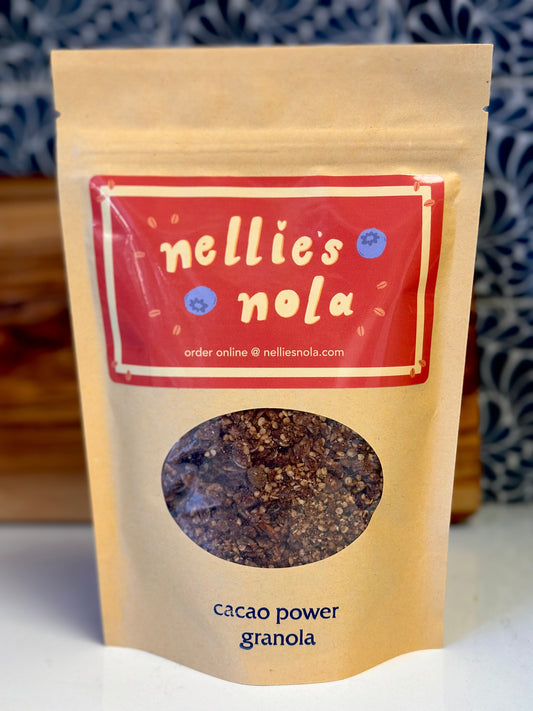 nellie's
nola
order online @ nelliesnola.com
cacao power
granola